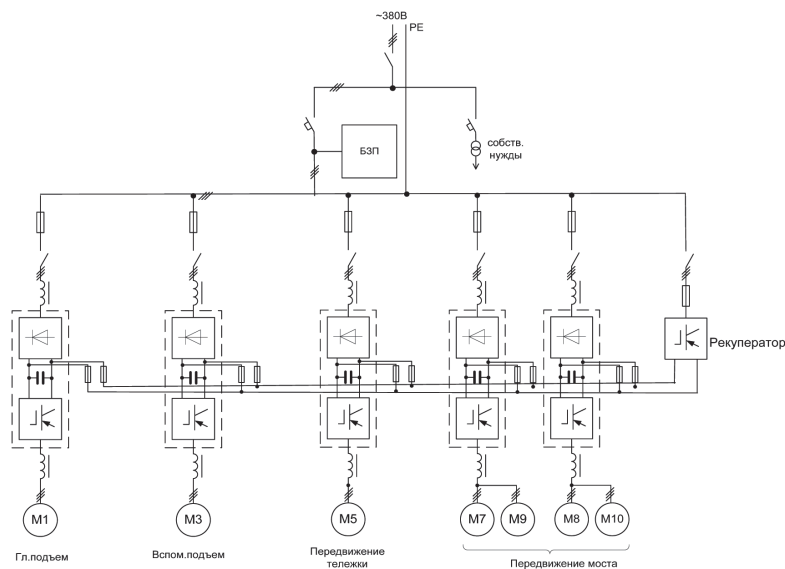 ~380В
PE
БЗП
собств.
нужды
Рекуператор
M1
M3
M5
M7
M9
M8
M10
Гл.подъем
Вспом.подъем
Передвижение
тележки
Передвижение моста